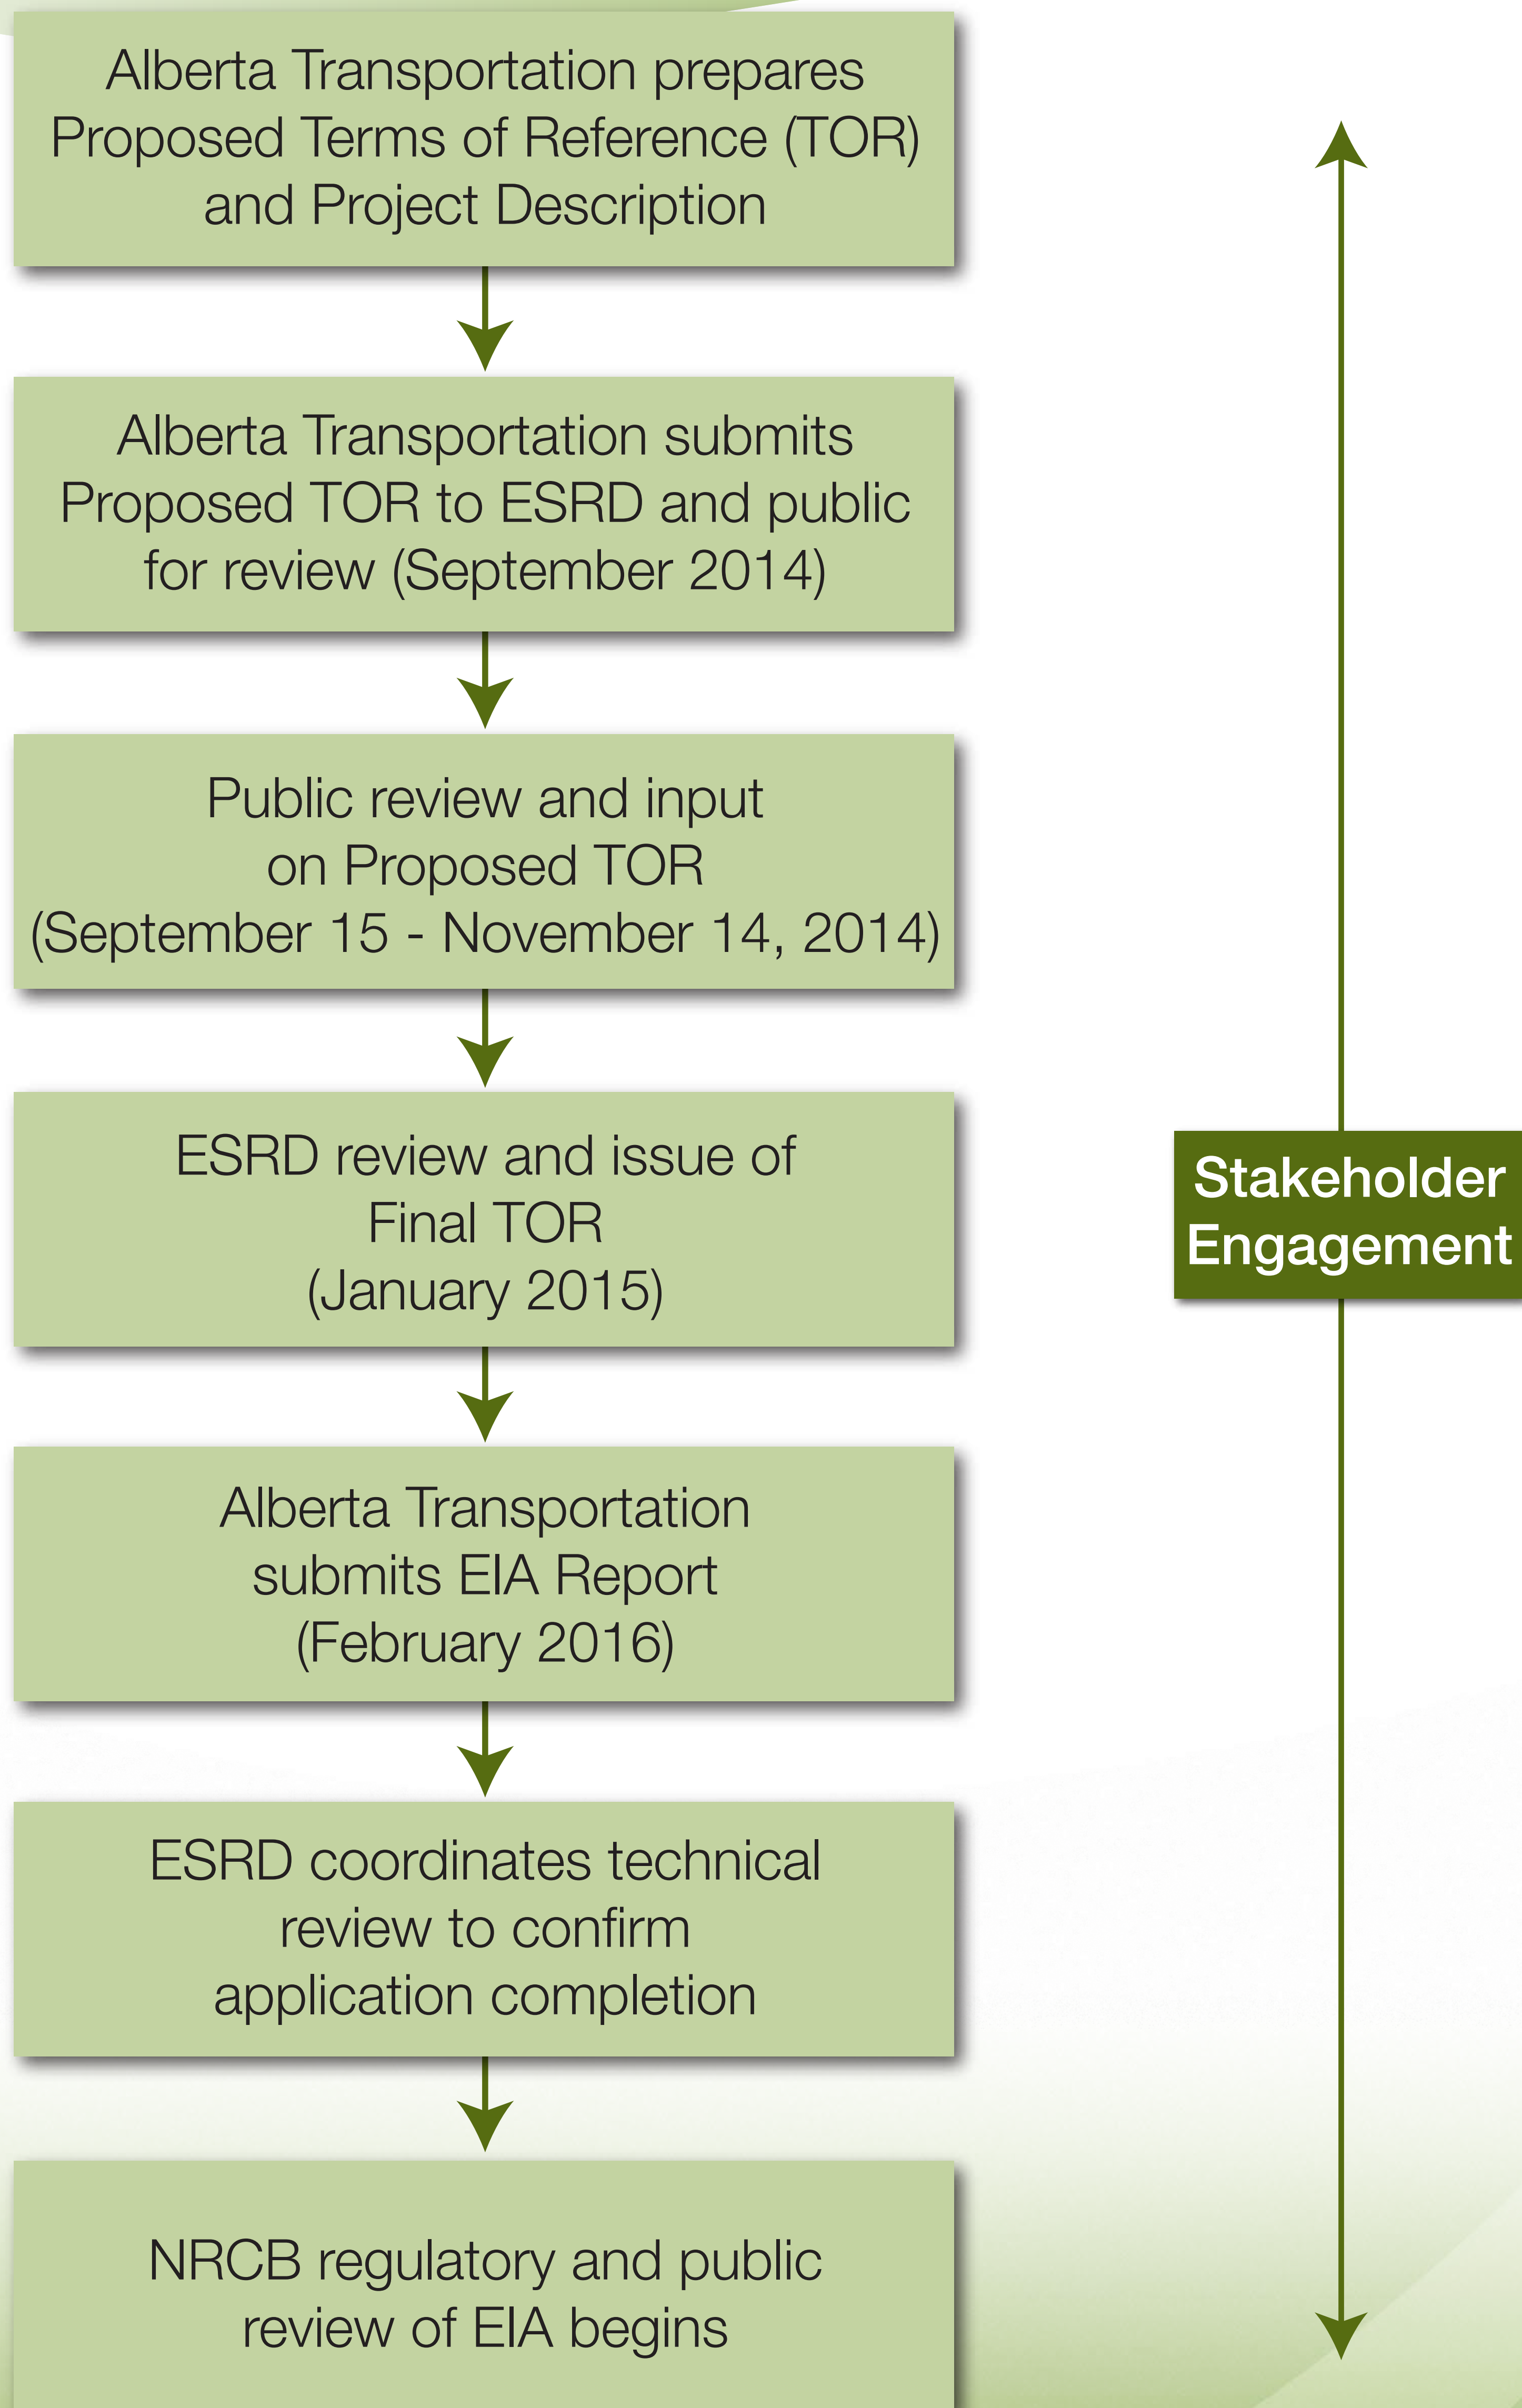 Alberta Transportation prepares
Proposed Terms of Reference (TOR)
and Project Description
Alberta Transportation submits
Proposed TOR to ESRD and public
for review (September 2014)
Public review and input
on Proposed TOR
(September 15 - November 14, 2014)
ESRD review and issue of
Final TOR
(January 2015)
Stakeholder
Engagement
Alberta Transportation
submits EIA Report
(February 2016)
ESRD coordinates technical
review to confirm
application completion
NRCB regulatory and public
review of EIA begins